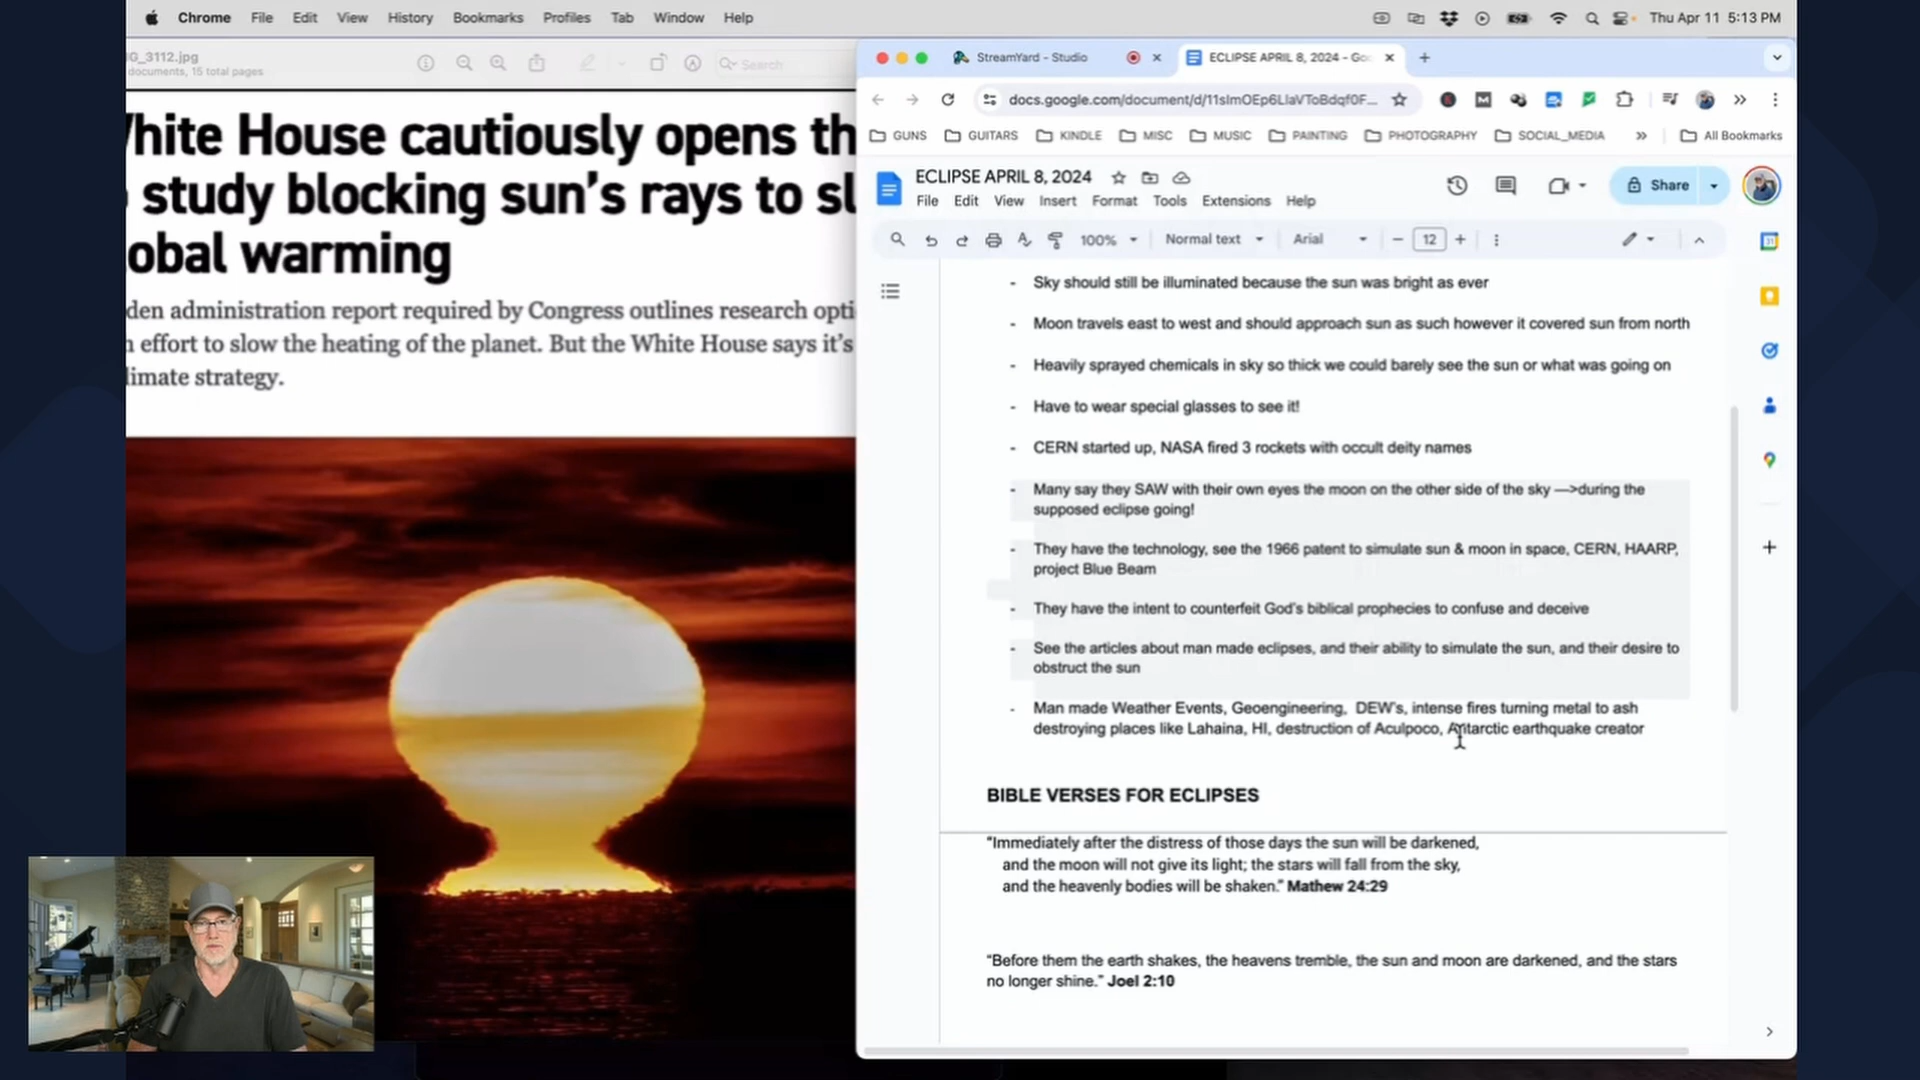 Chrome File Edit View History Bookmarks Profiles Tab Window Help Thu Apr 11 5:13 PM
G_3112.jpg
documents, 15 total pages
Search
StreamYard - Studio
ECLIPSE APRIL 8, 2024 - Goo
docs.google.com/document/d/11slmOEp6LlaVToBdqf0F...
GUNS GUITARS KINDLE MISC MUSIC PAINTING PHOTOGRAPHY SOCIAL_MEDIA All Bookmarks
hite House cautiously opens th
study blocking sun's rays to sl
obal warming
den administration report required by Congress outlines research opti
n effort to slow the heating of the planet. But the White House says it's
limate strategy.
ECLIPSE APRIL 8, 2024
Share
File Edit View Insert Format Tools Extensions Help
100% Normal text Arial 12
- Sky should still be illuminated because the sun was bright as ever
- Moon travels east to west and should approach sun as such however it covered sun from north
- Heavily sprayed chemicals in sky so thick we could barely see the sun or what was going on
- Have to wear special glasses to see it!
- CERN started up, NASA fired 3 rockets with occult deity names
- Many say they SAW with their own eyes the moon on the other side of the sky —>during the
supposed eclipse going!
- They have the technology, see the 1966 patent to simulate sun & moon in space, CERN, HAARP,
project Blue Beam
- They have the intent to counterfeit God's biblical prophecies to confuse and deceive
- See the articles about man made eclipses, and their ability to simulate the sun, and their desire to
obstruct the sun
- Man made Weather Events, Geoengineering, DEW's, intense fires turning metal to ash
destroying places like Lahaina, HI, destruction of Aculpoco, Antarctic earthquake creator
BIBLE VERSES FOR ECLIPSES
"Immediately after the distress of those days the sun will be darkened,
and the moon will not give its light; the stars will fall from the sky,
and the heavenly bodies will be shaken." Mathew 24:29
"Before them the earth shakes, the heavens tremble, the sun and moon are darkened, and the stars
no longer shine." Joel 2:10